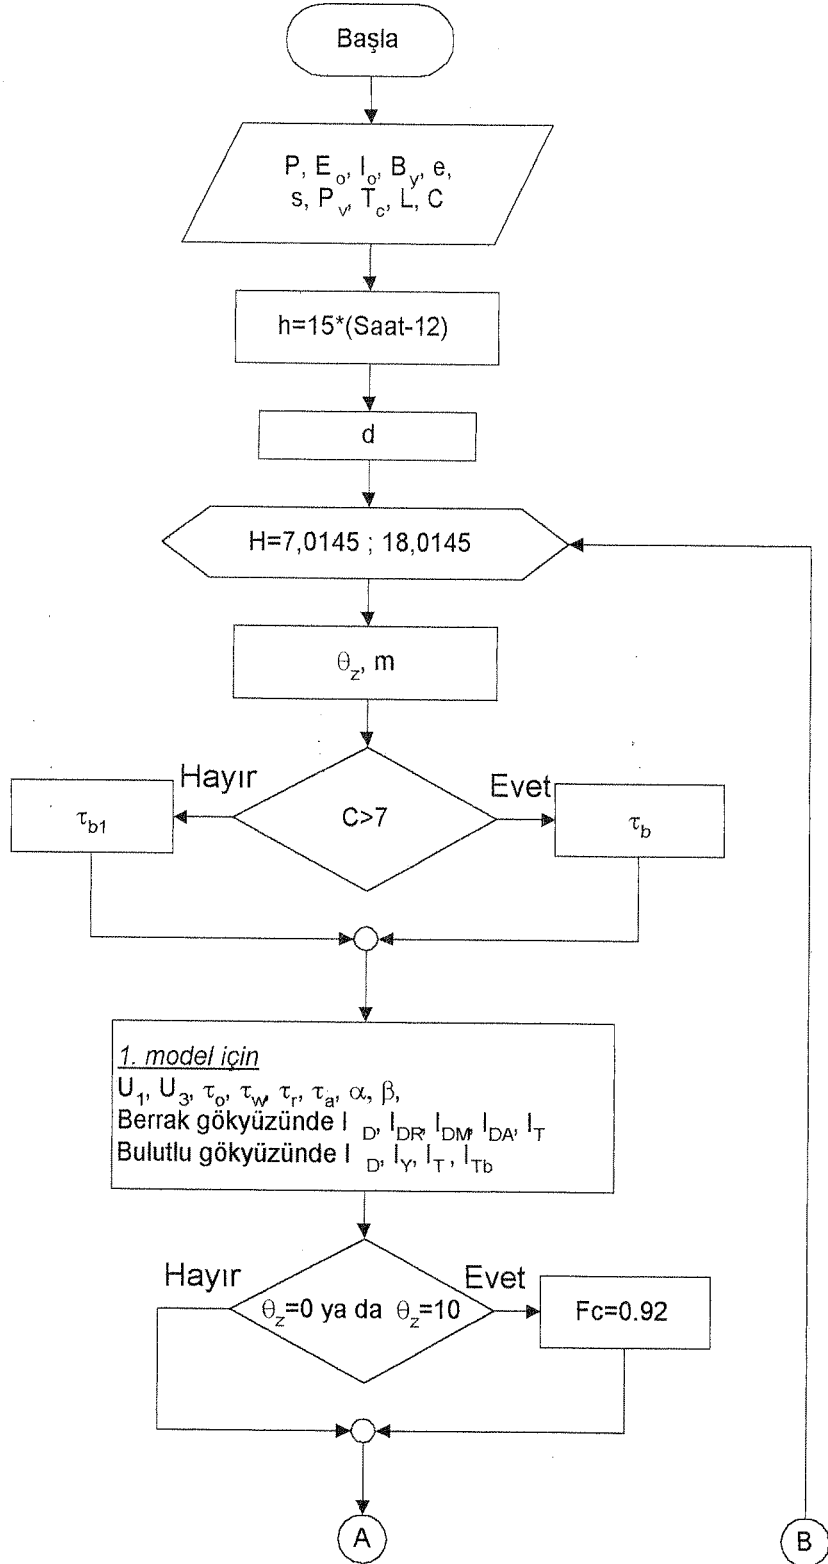 Başla
P, E_o, I_o, B_y, e,
s, P_v, T_c, L, C
h=15*(Saat-12)
d
H=7,0145 ; 18,0145
θ_z, m
Hayır
Evet
C>7
τ_b1
τ_b
1. model için
U_1, U_3, τ_o, τ_w, τ_r, τ_a, α, β,
Berrak gökyüzünde I_D, I_DR, I_DM, I_DA, I_T
Bulutlu gökyüzünde I_D, I_Y, I_T, I_Tb
Hayır
Evet
θ_z=0 ya da θ_z=10
Fc=0.92
A
B